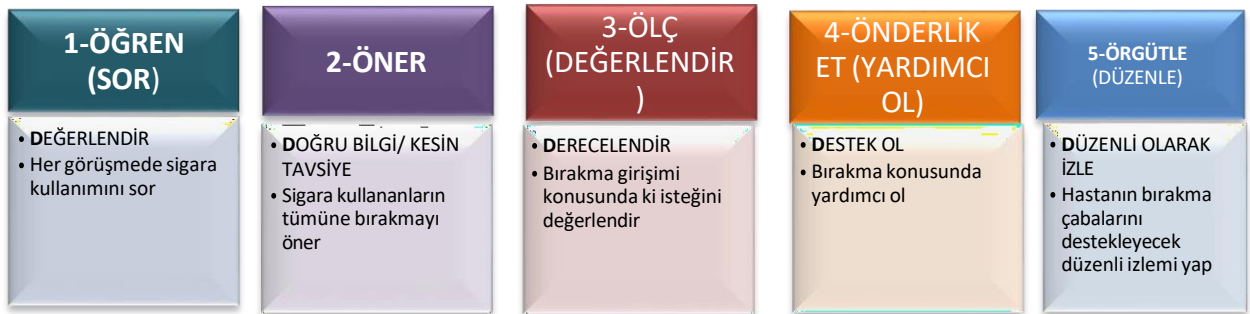 1-ÖĞREN
(SOR)
• DEĞERLENDİR
• Her görüşmede sigara
kullanımını sor
2-ÖNER
• DOĞRU BİLGİ/ KESİN
TAVSİYE
• Sigara kullananların
tümüne bırakmayı
öner
3-ÖLÇ
(DEĞERLENDİR
)
• DERECELENDİR
• Bırakma girişimi
konusunda ki isteğini
değerlendir
4-ÖNDERLİK
ET (YARDIMCI
OL)
• DESTEK OL
• Bırakma konusunda
yardımcı ol
5-ÖRGÜTLE
(DÜZENLE)
• DÜZENLİ OLARAK
İZLE
• Hastanın bırakma
çabalarını
destekleyecek
düzenli izlemi yap